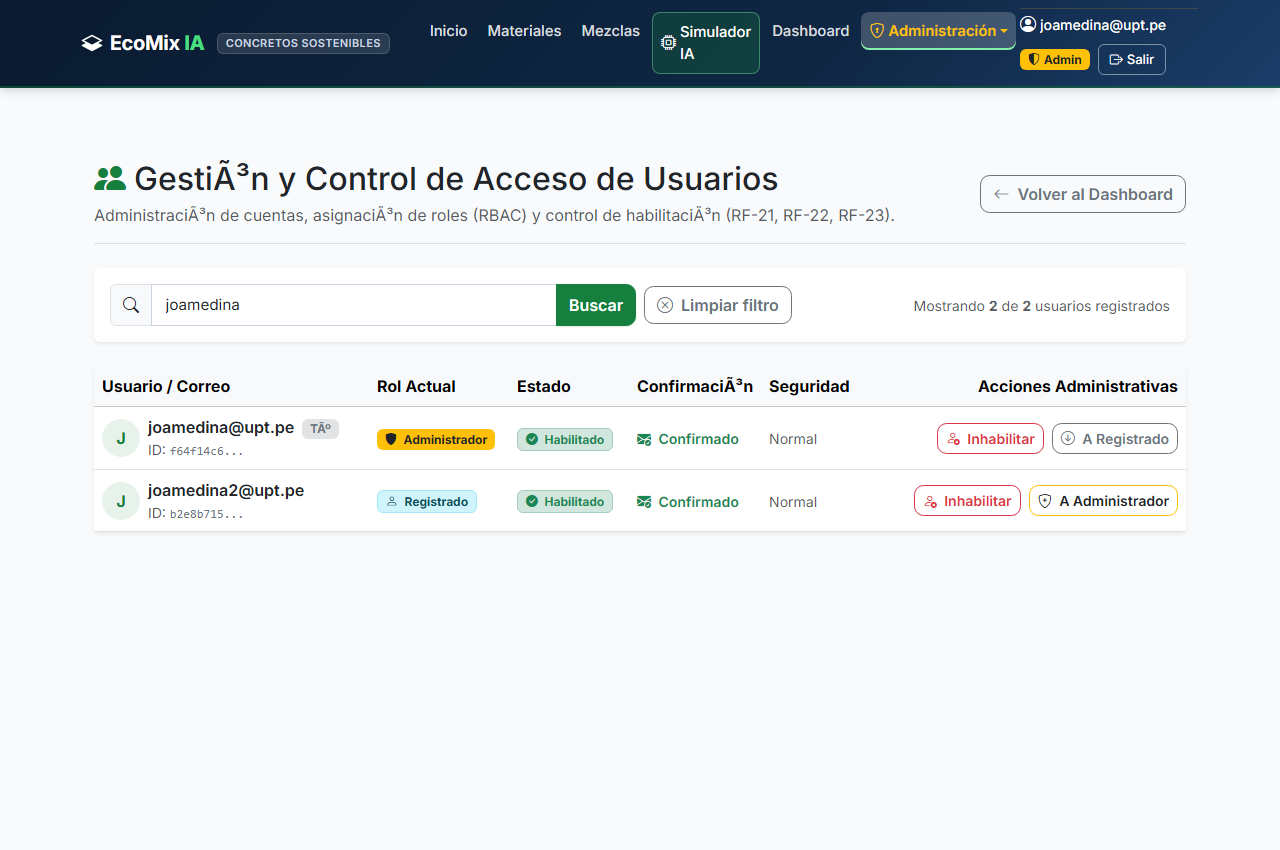 EcoMix IA CONCRETOS SOSTENIBLES
Inicio Materiales Mezclas Simulador IA Dashboard Administración
joamedina@upt.pe
Admin Salir
GestiÃ³n y Control de Acceso de Usuarios
AdministraciÃ³n de cuentas, asignaciÃ³n de roles (RBAC) y control de habilitaciÃ³n (RF-21, RF-22, RF-23).
Volver al Dashboard
joamedina Buscar Limpiar filtro Mostrando 2 de 2 usuarios registrados
Usuario / Correo Rol Actual Estado ConfirmaciÃ³n Seguridad Acciones Administrativas
J joamedina@upt.pe TÃº Administrador Habilitado Confirmado Normal Inhabilitar A Registrado
ID: f64f14c6...
J joamedina2@upt.pe Registrado Habilitado Confirmado Normal Inhabilitar A Administrador
ID: b2e8b715...